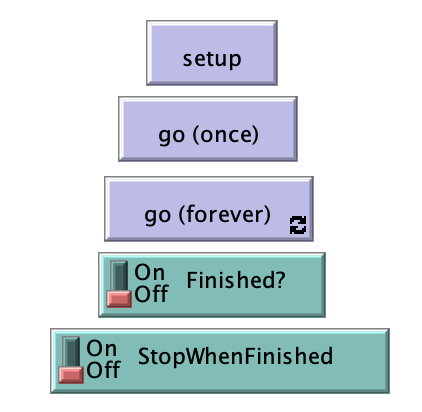 setup
go (once)
go (forever)
On
Off
Finished?
On
Off
StopWhenFinished